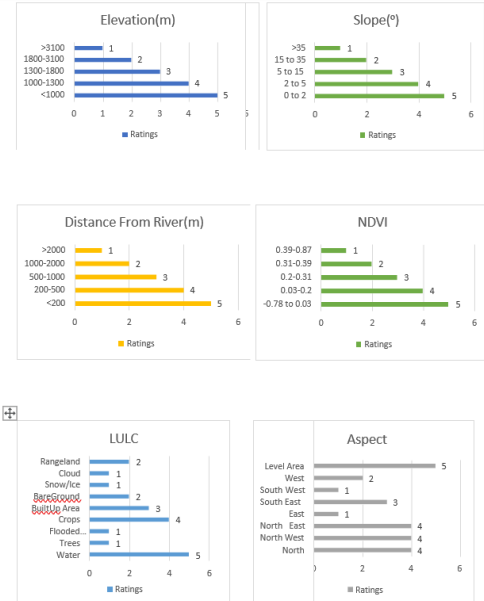 Elevation(m)
>3100 1
1800-3100 2
1300-1800 3
1000-1300 4
<1000 5
0 1 2 3 4 5 5
Ratings
Slope(º)
>35 1
15 to 35 2
5 to 15 3
2 to 5 4
0 to 2 5
0 2 4 6
Ratings
Distance From River(m)
>2000 1
1000-2000 2
500-1000 3
200-500 4
<200 5
0 2 4 6
Ratings
NDVI
0.39-0.87 1
0.31-0.39 2
0.2-0.31 3
0.03-0.2 4
-0.78 to 0.03 5
0 2 4 6
Ratings
LULC
Rangeland 2
Cloud 1
Snow/Ice 1
BareGround 2
BuiltUp Area 3
Crops 4
Flooded... 1
Trees 1
Water 5
0 2 4 6
Ratings
Aspect
Level Area 5
West 2
South West 1
South East 3
East 1
North East 4
North West 4
North 4
0 2 4 6
Ratings